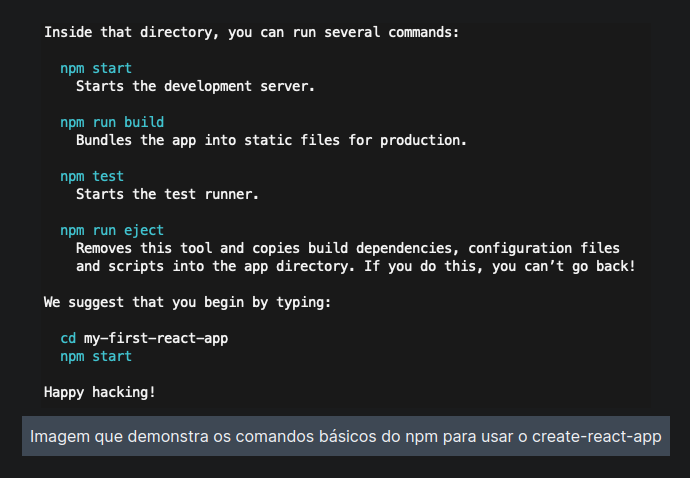 Inside that directory, you can run several commands:
npm start
Starts the development server.
npm run build
Bundles the app into static files for production.
npm test
Starts the test runner.
npm run eject
Removes this tool and copies build dependencies, configuration files
and scripts into the app directory. If you do this, you can’t go back!
We suggest that you begin by typing:
cd my-first-react-app
npm start
Happy hacking!
Imagem que demonstra os comandos básicos do npm para usar o create-react-app